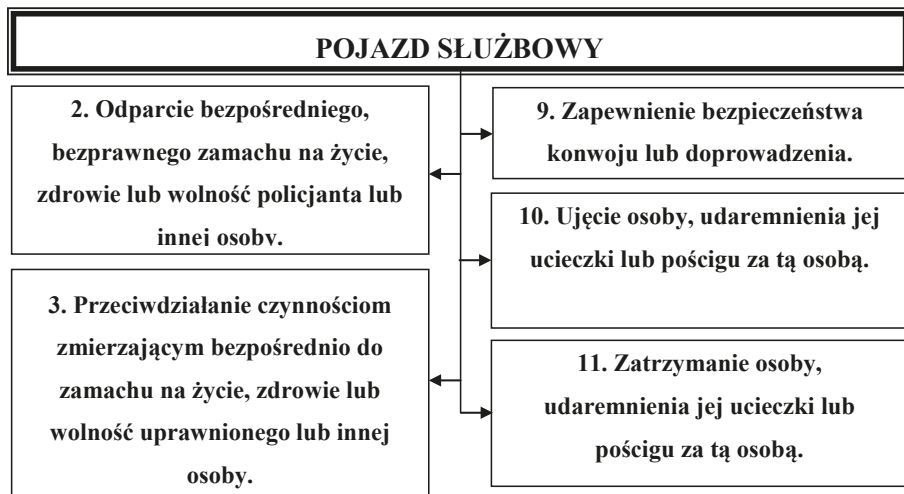 POJAZD SŁUŻBOWY
2. Odparcie bezpośredniego,
bezprawnego zamachu na życie,
zdrowie lub wolność policjanta lub
innej osoby.
3. Przeciwdziałanie czynnościom
zmierzającym bezpośrednio do
zamachu na życie, zdrowie lub
wolność uprawnionego lub innej
osoby.
9. Zapewnienie bezpieczeństwa
konwoju lub doprowadzenia.
10. Ujęcie osoby, udaremnienia jej
ucieczki lub pościgu za tą osobą.
11. Zatrzymanie osoby,
udaremnienia jej ucieczki lub
pościgu za tą osobą.